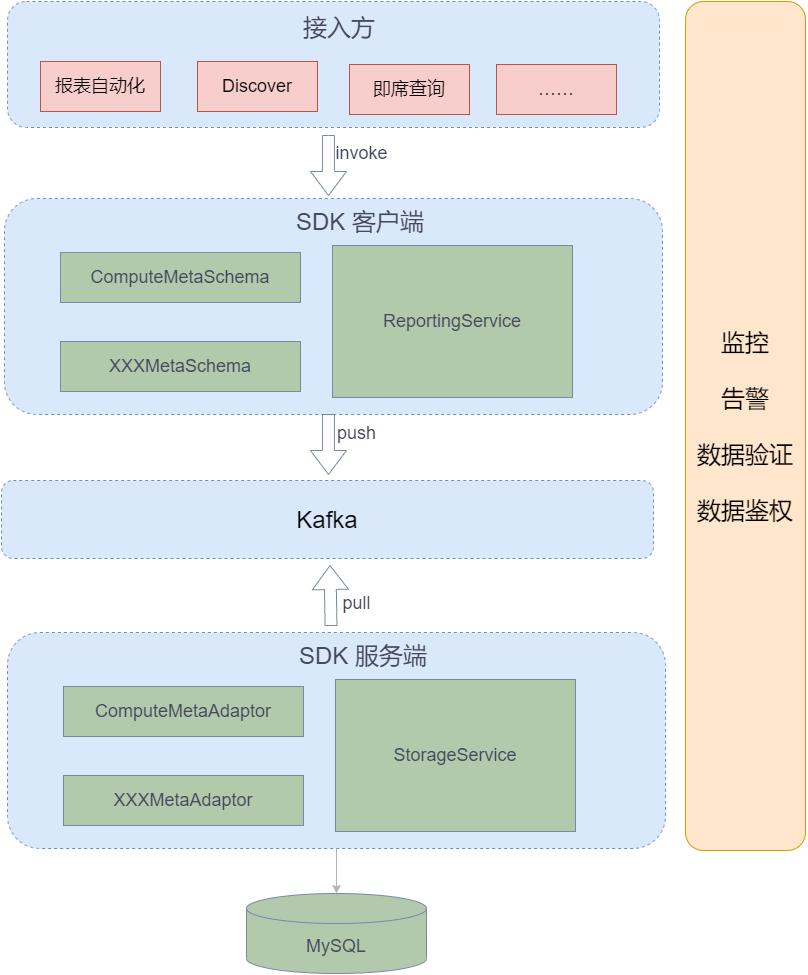 接入方
报表自动化
Discover
即席查询
......
invoke
SDK 客户端
ComputeMetaSchema
XXXMetaSchema
ReportingService
push
Kafka
pull
SDK 服务端
ComputeMetaAdaptor
XXXMetaAdaptor
StorageService
MySQL
监控
告警
数据验证
数据鉴权